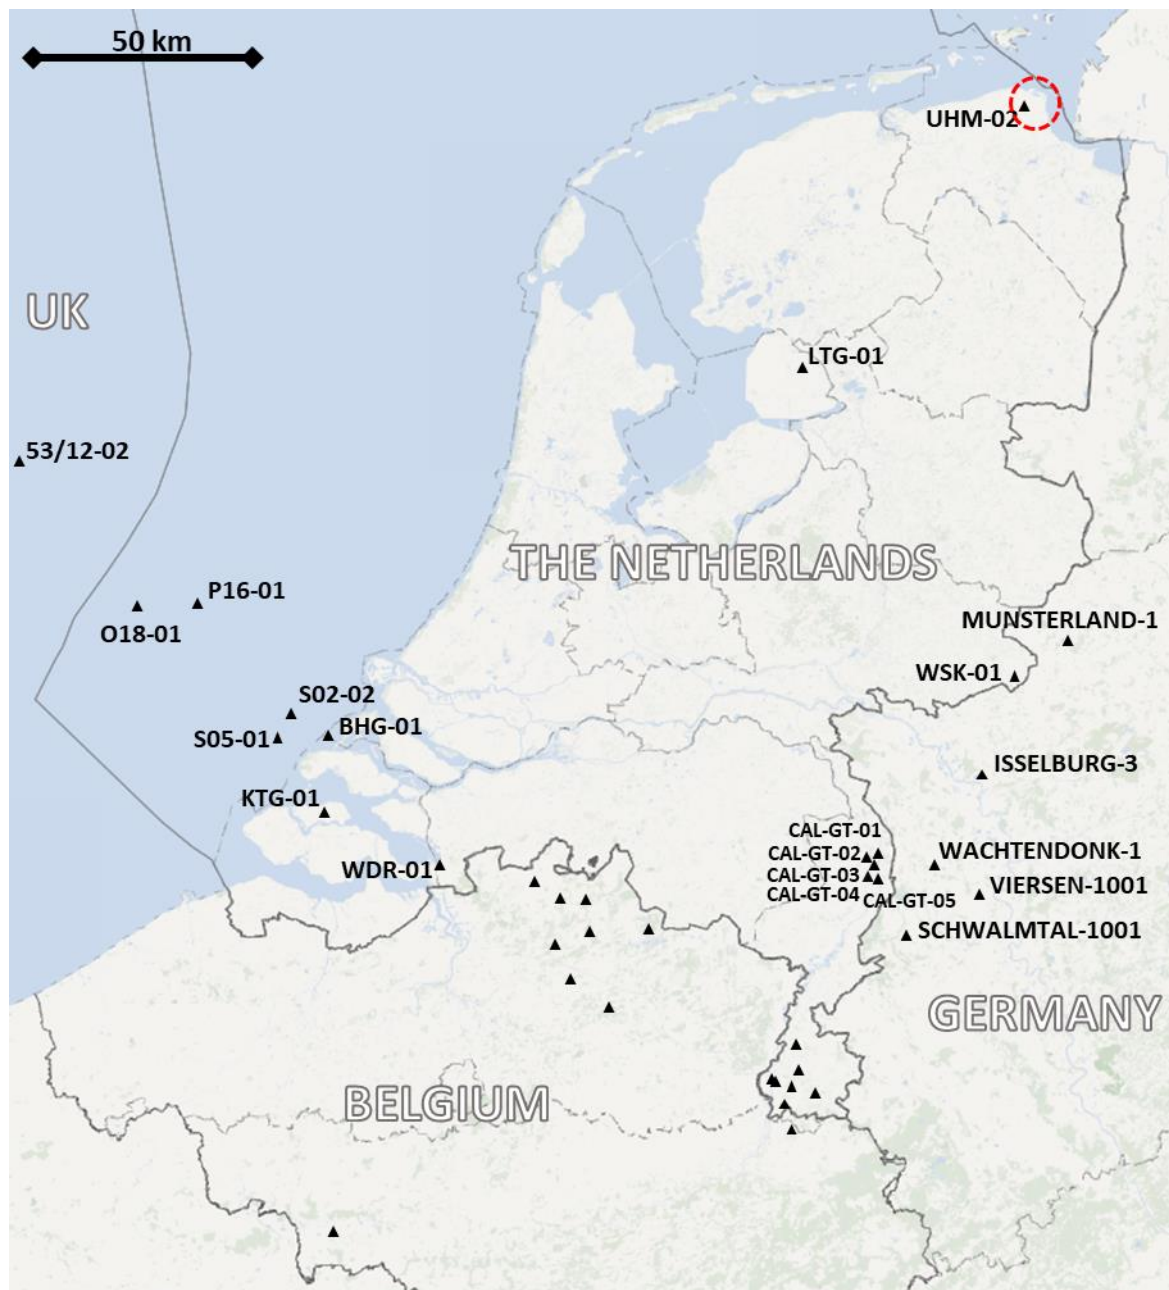 50 km
UHM-02
UK
LTG-01
53/12-02
THE NETHERLANDS
P16-01
O18-01
MUNSTERLAND-1
WSK-01
S02-02
BHG-01
S05-01
ISSELBURG-3
KTG-01
CAL-GT-01
CAL-GT-02
WACHTENDONK-1
WDR-01
CAL-GT-03
VIERSEN-1001
CAL-GT-04
CAL-GT-05
SCHWALMTAL-1001
GERMANY
BELGIUM